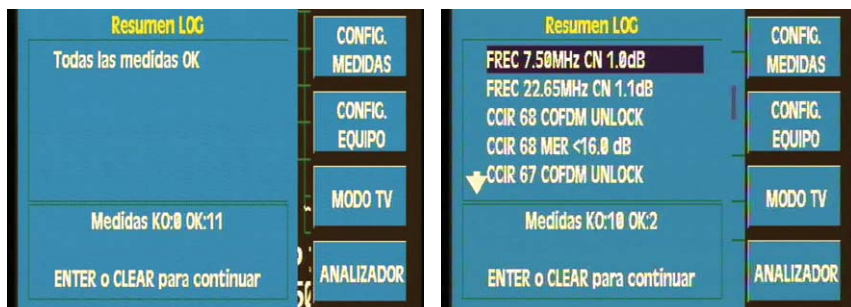 Resumen LOG
Todas las medidas OK
Medidas KO:0 OK:11
ENTER o CLEAR para continuar
CONFIG.
MEDIDAS
CONFIG.
EQUIPO
MODO TV
ANALIZADOR
Resumen LOG
FREC 7.50MHz CN 1.0dB
FREC 22.65MHz CN 1.1dB
CCIR 68 COFDM UNLOCK
CCIR 68 MER <16.0 dB
CCIR 67 COFDM UNLOCK
Medidas KO:10 OK:2
ENTER o CLEAR para continuar
CONFIG.
MEDIDAS
CONFIG.
EQUIPO
MODO TV
ANALIZADOR